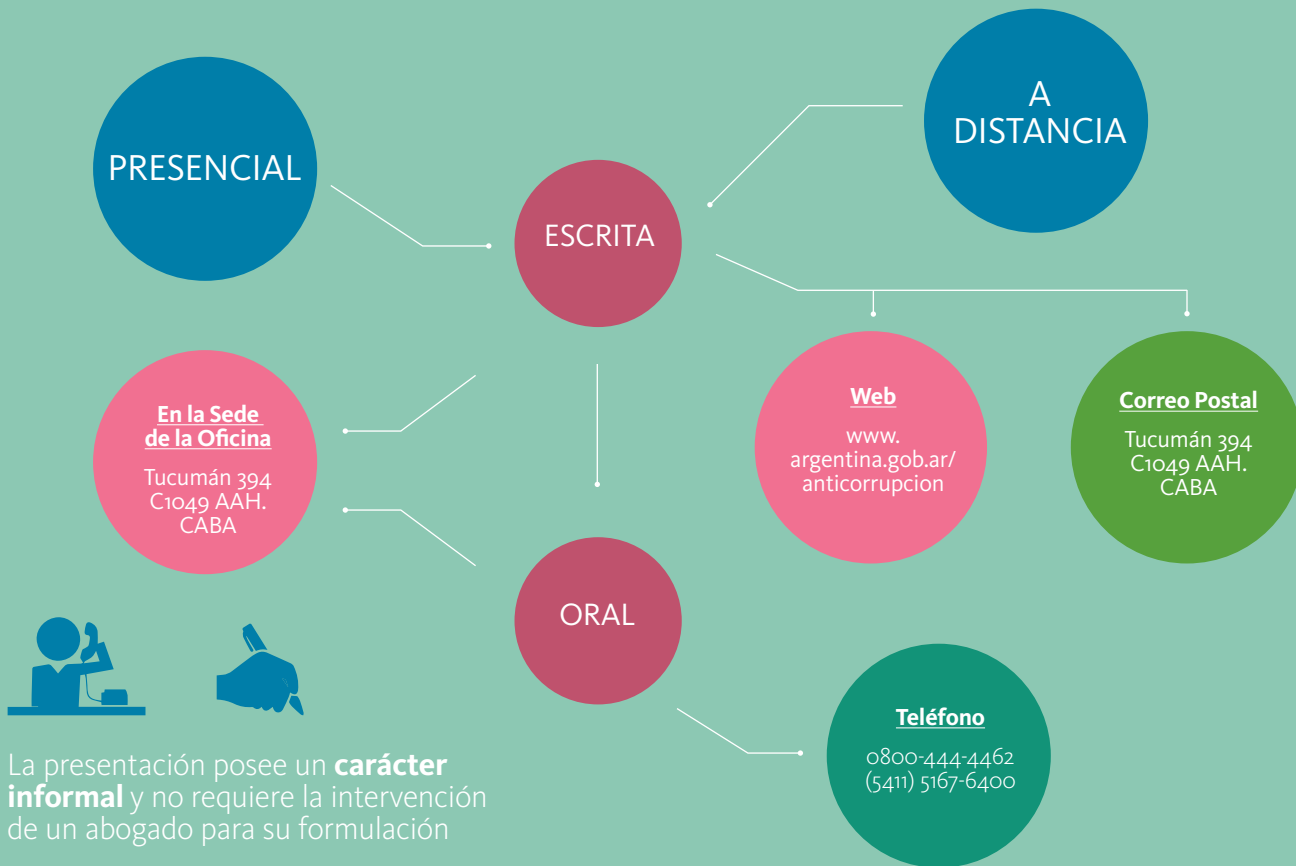 PRESENCIAL
A
DISTANCIA
ESCRITA
En la Sede
de la Oficina
Tucumán 394
C1049 AAH.
CABA
Web
www.
argentina.gob.ar/
anticorrupcion
Correo Postal
Tucumán 394
C1049 AAH.
CABA
ORAL
Teléfono
0800-444-4462
(5411) 5167-6400
La presentación posee un carácter
informal y no requiere la intervención
de un abogado para su formulación